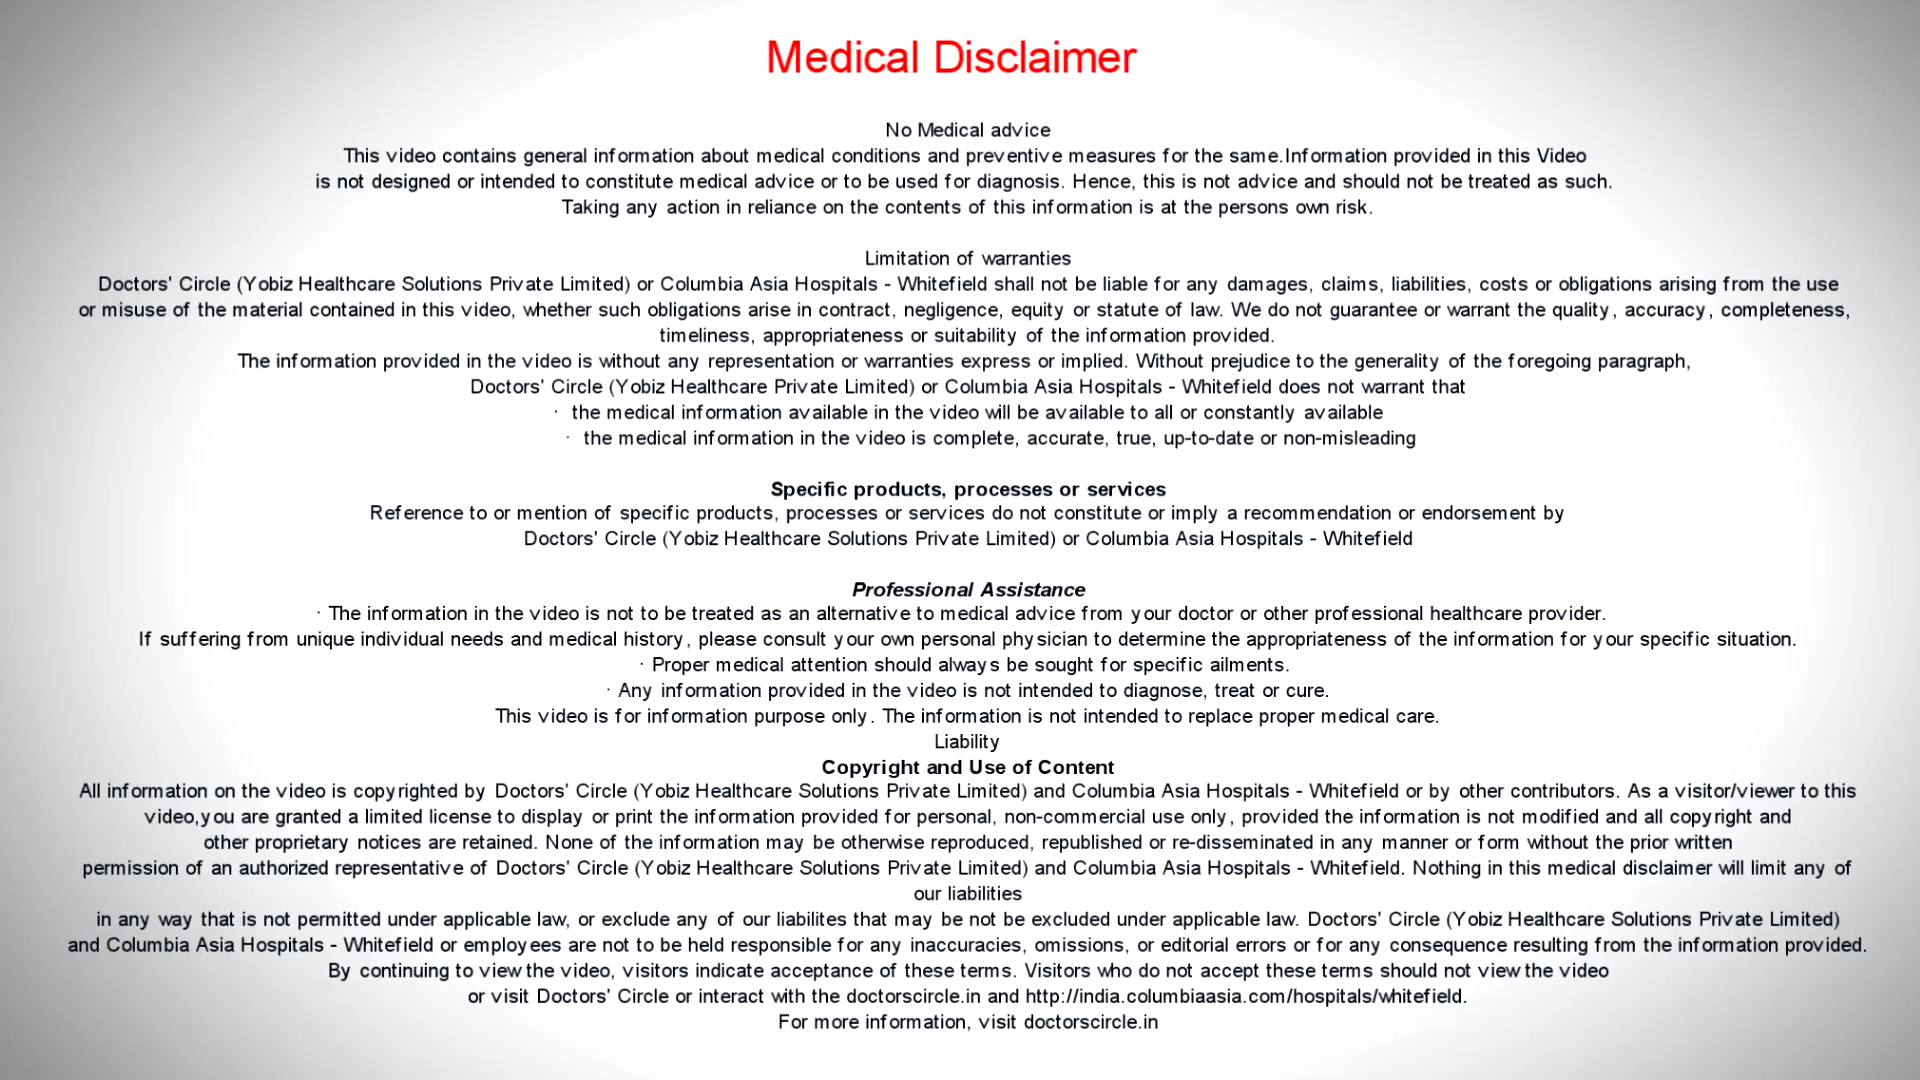 Medical Disclaimer
No Medical advice
This video contains general information about medical conditions and preventive measures for the same.Information provided in this Video
is not designed or intended to constitute medical advice or to be used for diagnosis. Hence, this is not advice and should not be treated as such.
Taking any action in reliance on the contents of this information is at the persons own risk.
Limitation of warranties
Doctors' Circle (Yobiz Healthcare Solutions Private Limited) or Columbia Asia Hospitals - Whitefield shall not be liable for any damages, claims, liabilities, costs or obligations arising from the use
or misuse of the material contained in this video, whether such obligations arise in contract, negligence, equity or statute of law. We do not guarantee or warrant the quality, accuracy, completeness,
timeliness, appropriateness or suitability of the information provided.
The information provided in the video is without any representation or warranties express or implied. Without prejudice to the generality of the foregoing paragraph,
Doctors' Circle (Yobiz Healthcare Private Limited) or Columbia Asia Hospitals - Whitefield does not warrant that
· the medical information available in the video will be available to all or constantly available
· the medical information in the video is complete, accurate, true, up-to-date or non-misleading
Specific products, processes or services
Reference to or mention of specific products, processes or services do not constitute or imply a recommendation or endorsement by
Doctors' Circle (Yobiz Healthcare Solutions Private Limited) or Columbia Asia Hospitals - Whitefield
Professional Assistance
· The information in the video is not to be treated as an alternative to medical advice from your doctor or other professional healthcare provider.
If suffering from unique individual needs and medical history, please consult your own personal physician to determine the appropriateness of the information for your specific situation.
· Proper medical attention should always be sought for specific ailments.
· Any information provided in the video is not intended to diagnose, treat or cure.
This video is for information purpose only. The information is not intended to replace proper medical care.
Liability
Copyright and Use of Content
All information on the video is copyrighted by Doctors' Circle (Yobiz Healthcare Solutions Private Limited) and Columbia Asia Hospitals - Whitefield or by other contributors. As a visitor/viewer to this
video,you are granted a limited license to display or print the information provided for personal, non-commercial use only, provided the information is not modified and all copyright and
other proprietary notices are retained. None of the information may be otherwise reproduced, republished or re-disseminated in any manner or form without the prior written
permission of an authorized representative of Doctors' Circle (Yobiz Healthcare Solutions Private Limited) and Columbia Asia Hospitals - Whitefield. Nothing in this medical disclaimer will limit any of
our liabilities
in any way that is not permitted under applicable law, or exclude any of our liabilites that may be not be excluded under applicable law. Doctors' Circle (Yobiz Healthcare Solutions Private Limited)
and Columbia Asia Hospitals - Whitefield or employees are not to be held responsible for any inaccuracies, omissions, or editorial errors or for any consequence resulting from the information provided.
By continuing to view the video, visitors indicate acceptance of these terms. Visitors who do not accept these terms should not view the video
or visit Doctors' Circle or interact with the doctorscircle.in and http://india.columbiaasia.com/hospitals/whitefield.
For more information, visit doctorscircle.in